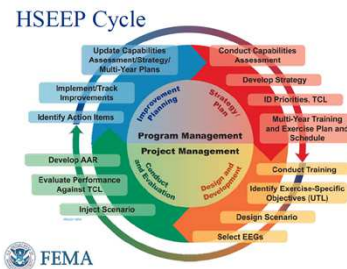 HSEEP Cycle
Update Capabilities
Assessment/Strategy/
Multi-Year Plans
Implement/Track
Improvements
Identify Action Items
Conduct Capabilities
Assessment
Develop Strategy
ID Priorities, TCL
Multi-Year Training
and Exercise Plan and
Schedule
Improvement
Planning
Strategy/
Plan
Program Management
Project Management
Conduct
and Evaluation
Design and
Development
Develop AAR
Evaluate Performance
Against TCL
Inject Scenario
Conduct Training
Identify Exercise-Specific
Objectives (UTL)
Design Scenario
Select EEGs
FEMA